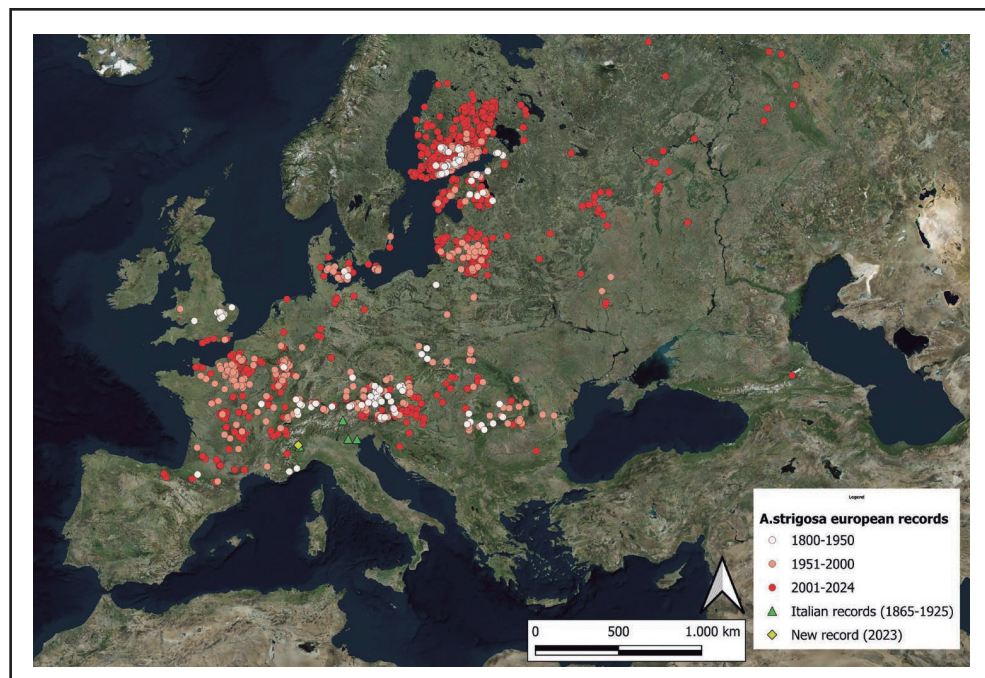 Legend
A.strigosa european records
1800-1950
1951-2000
2001-2024
Italian records (1865-1925)
New record (2023)
0 500 1.000 km